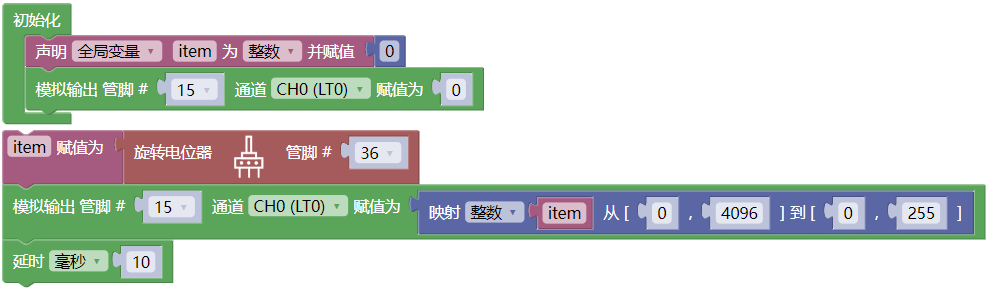 初始化
声明 全局变量 item 为 整数 并赋值 0
模拟输出 管脚 # 15 通道 CH0 (LT0) 赋值为 0
item 赋值为 旋转电位器 管脚 # 36
模拟输出 管脚 # 15 通道 CH0 (LT0) 赋值为 映射 整数 item 从 [ 0 , 4096 ] 到 [ 0 , 255 ]
延时 毫秒 10